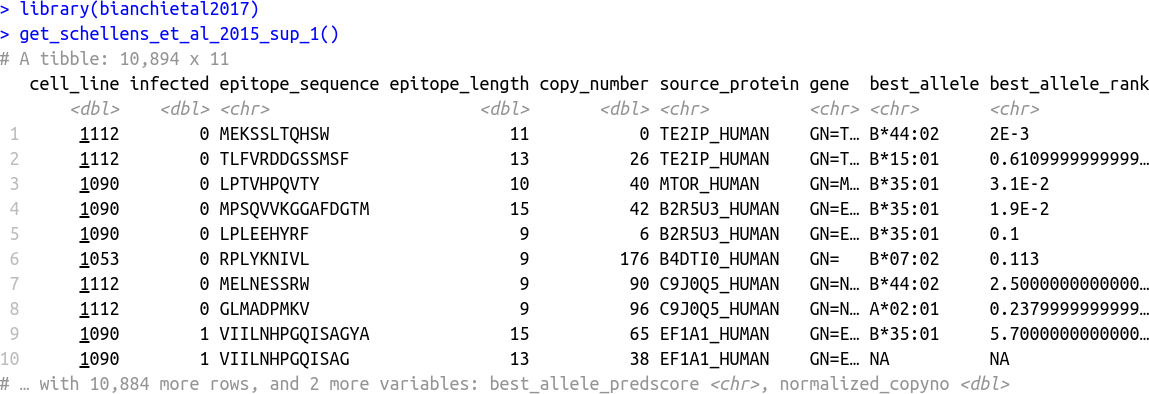 > library(bianchietal2017)
> get_schellens_et_al_2015_sup_1()
# A tibble: 10,894 x 11
   cell_line infected epitope_sequence epitope_length copy_number source_protein gene  best_allele best_allele_rank
       <dbl>    <dbl> <chr>                     <dbl>       <dbl> <chr>          <chr> <chr>       <chr>
 1      1112        0 MEKSSLTQHSW                  11           0 TE2IP_HUMAN    GN=T… B*44:02     2E-3
 2      1112        0 TLFVRDDGSSMSF                13          26 TE2IP_HUMAN    GN=T… B*15:01     0.6109999999999…
 3      1090        0 LPTVHPQVTY                   10          40 MTOR_HUMAN     GN=M… B*35:01     3.1E-2
 4      1090        0 MPSQVVKGGAFDGTM              15          42 B2R5U3_HUMAN   GN=E… B*35:01     1.9E-2
 5      1090        0 LPLEEHYRF                     9           6 B2R5U3_HUMAN   GN=E… B*35:01     0.1
 6      1053        0 RPLYKNIVL                     9         176 B4DTI0_HUMAN   GN=   B*07:02     0.113
 7      1112        0 MELNESSRW                     9          90 C9J0Q5_HUMAN   GN=N… B*44:02     2.5000000000000…
 8      1112        0 GLMADPMKV                     9          96 C9J0Q5_HUMAN   GN=N… A*02:01     0.2379999999999…
 9      1090        1 VIILNHPGQISAGYA              15          65 EF1A1_HUMAN    GN=E… B*35:01     5.7000000000000…
10      1090        1 VIILNHPGQISAG                13          38 EF1A1_HUMAN    GN=E… NA          NA
# … with 10,884 more rows, and 2 more variables: best_allele_predscore <chr>, normalized_copyno <dbl>